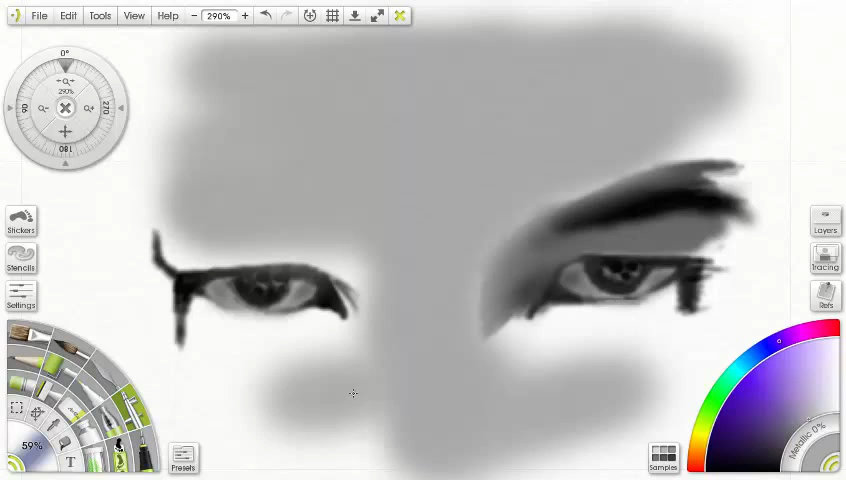 File Edit Tools View Help − 290% +
0°
290%
90
270
180
Stickers
Stencils
Settings
Layers
Tracing
Refs
59%
T
Presets
Samples
Metallic 0%